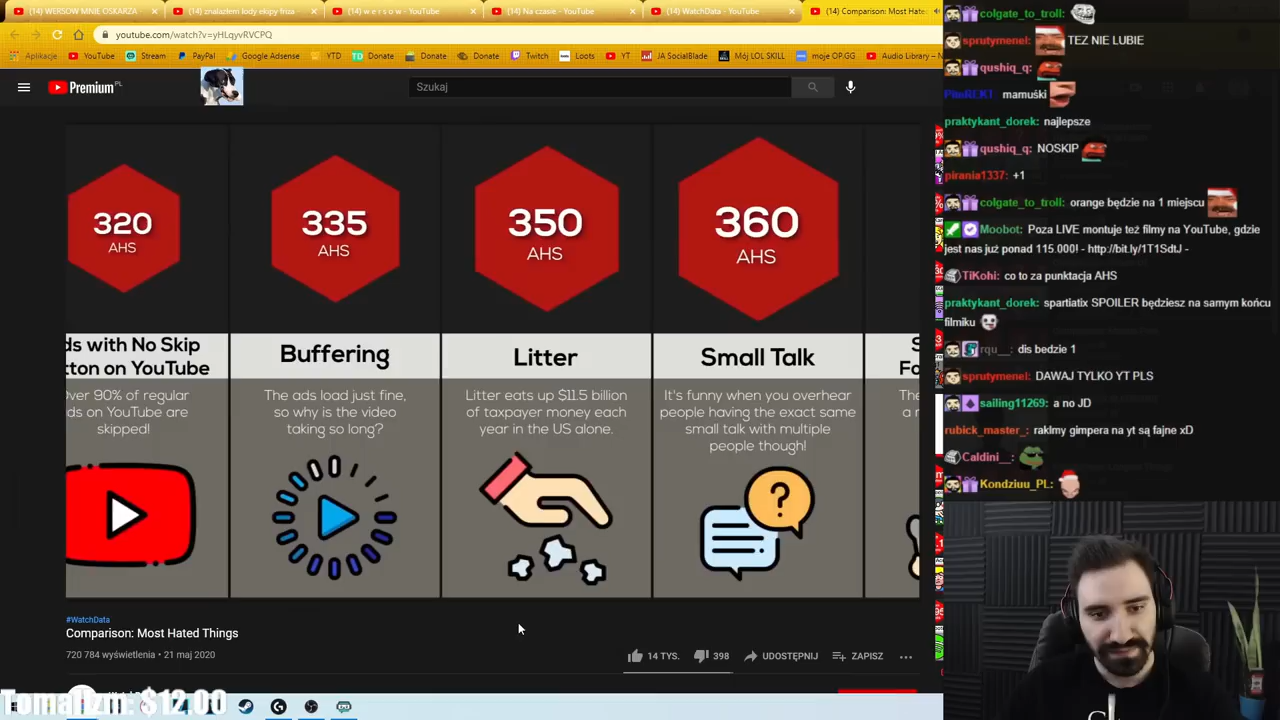 (14) WERSOW MNIE OSKARŻA -
(14) znalazłem lody ekipy friza -
(14) w e r s o w - YouTube
(14) Na czasie - YouTube
(14) WatchData - YouTube
(14) Comparison: Most Hate
youtube.com/watch?v=yHLqyvRVCPQ
Aplikacje
YouTube
Stream
PayPal
Google Adsense
YTD
Donate
Donate
Donate
Twitch
Loots
YT
JA SocialBlade
Mój LOL SKILL
moje OP.GG
Audio Library –
Premium PL
Szukaj
320
AHS
335
AHS
350
AHS
360
AHS
ds with No Skip
tton on YouTube
ver 90% of regular
ds on YouTube are
skipped!
Buffering
The ads load just fine,
so why is the video
taking so long?
Litter
Litter eats up $11.5 billion
of taxpayer money each
year in the US alone.
Small Talk
It's funny when you overhear
people having the exact same
small talk with multiple
people though!
S
Fo
The
a r
#WatchData
Comparison: Most Hated Things
720 784 wyświetlenia • 21 maj 2020
14 TYS.
398
UDOSTĘPNIJ
ZAPISZ
$12.00
colgate_to_troll:
sprutymenel: TEZ NIE LUBIE
qushiq_q:
mamuśki
praktykant_dorek: najlepsze
qushiq_q: NOSKIP
pirania1337: +1
colgate_to_troll: orange będzie na 1 miejscu
Moobot: Poza LIVE montuje też filmy na YouTube, gdzie
jest nas już ponad 115.000! - http://bit.ly/1T1SdtJ -
TiKohi: co to za punktacja AHS
praktykant_dorek: spartiatix SPOILER będziesz na samym końcu
filmiku
rqu__: dis bedzie 1
sprutymenel: DAWAJ TYLKO YT PLS
sailing11269: a no JD
rubick_master_: raklmy gimpera na yt są fajne xD
Caldini__:
Kondziuu_PL: